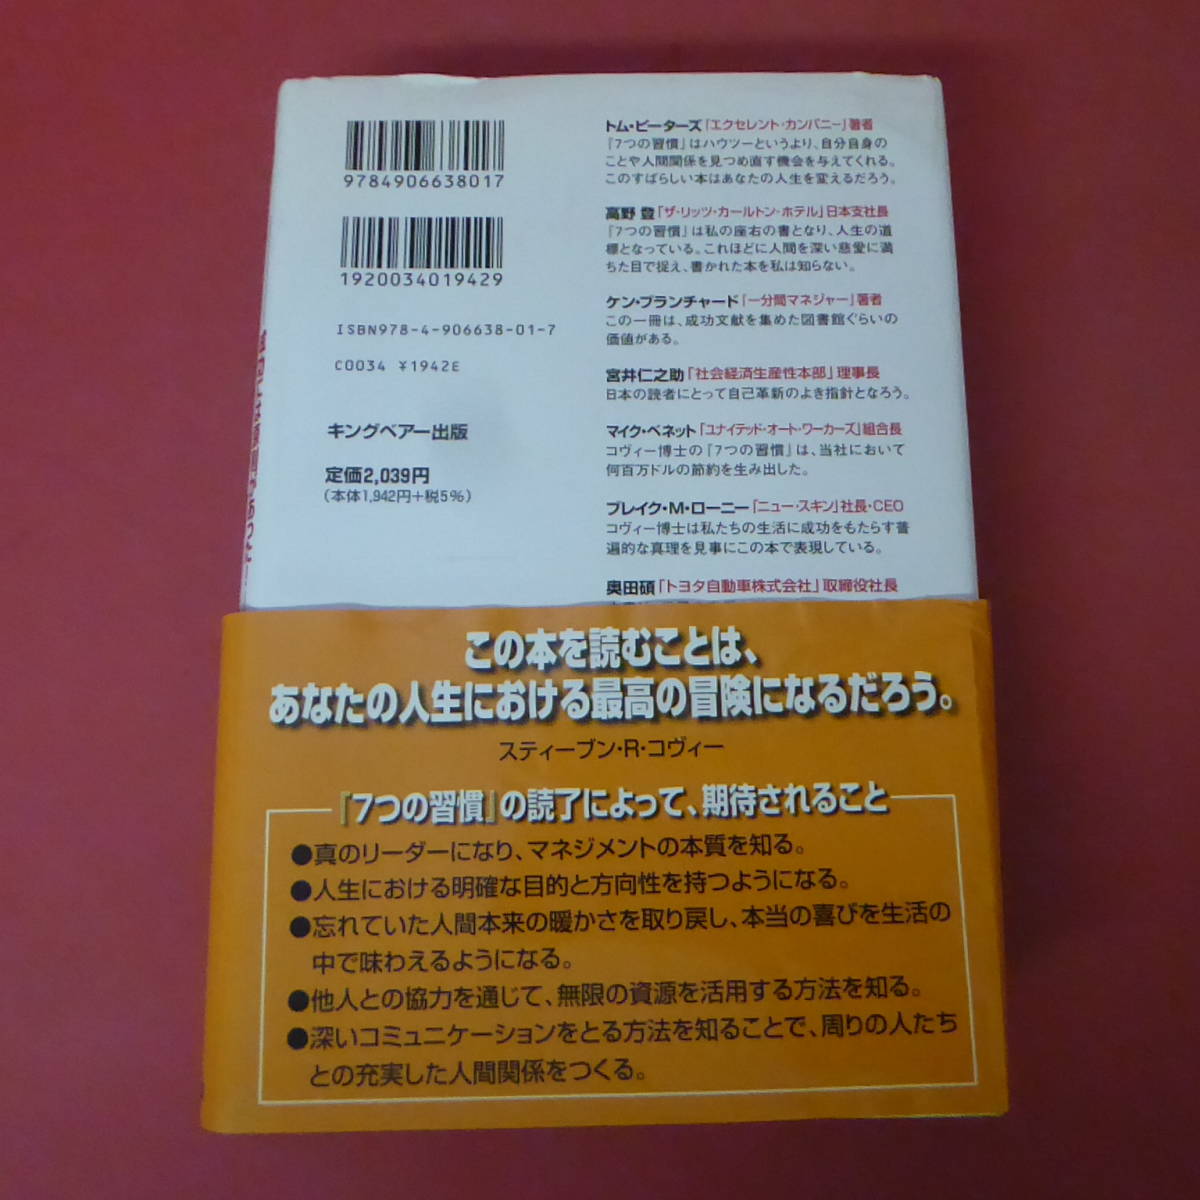 9784906638017
1920034019429
ISBN978-4-906638-01-7
C0034 ¥1942E
キングベアー出版
定価2,039円
(本体1,942円+税5%)
トム・ピーターズ「エクセレント・カンパニー」著者
『7つの習慣』はハウツーというより、自分自身の
ことや人間関係を見つめ直す機会を与えてくれる。
このすばらしい本はあなたの人生を変えるだろう。
高野 登「ザ・リッツ・カールトン・ホテル」日本支社長
『7つの習慣』は私の座右の書となり、人生の道
標となっている。これほどに人間を深い慈愛に満
ちた目で捉え、書かれた本を私は知らない。
ケン・ブランチャード「一分間マネジャー」著者
この一冊は、成功文献を集めた図書館ぐらいの
価値がある。
宮井仁之助「社会経済生産性本部」理事長
日本の読者にとって自己革新のよき指針となろう。
マイク・ベネット「ユナイテッド・オート・ワーカーズ」組合長
コヴィー博士の『7つの習慣』は、当社において
何百万ドルの節約を生み出した。
ブレイク・M・ローニー「ニュー・スキン」社長・CEO
コヴィー博士は私たちの生活に成功をもたらす普
遍的な真理を見事にこの本で表現している。
奥田碩「トヨタ自動車株式会社」取締役社長
この本を読むことは、
あなたの人生における最高の冒険になるだろう。
スティーブン・R・コヴィー
『7つの習慣』の読了によって、期待されること
●真のリーダーになり、マネジメントの本質を知る。
●人生における明確な目的と方向性を持つようになる。
●忘れていた人間本来の暖かさを取り戻し、本当の喜びを生活の
中で味わえるようになる。
●他人との協力を通じて、無限の資源を活用する方法を知る。
●深いコミュニケーションをとる方法を知ることで、周りの人たち
との充実した人間関係をつくる。